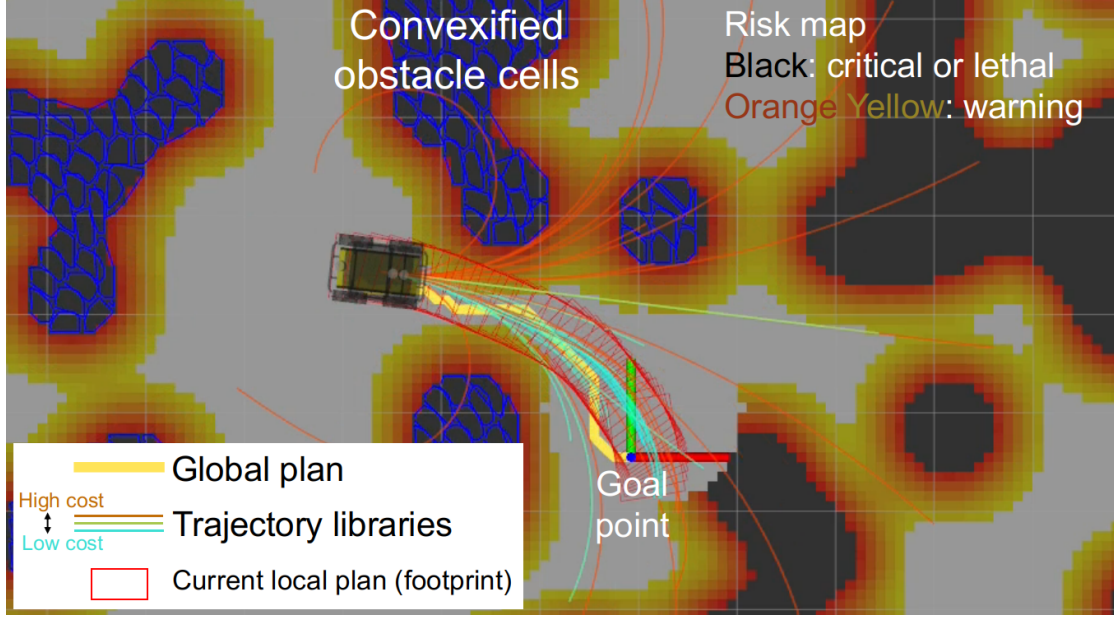 Convexified
obstacle cells
Risk map
Black: critical or lethal
Orange Yellow: warning
Goal
point
Global plan
High cost
Low cost
Trajectory libraries
Current local plan (footprint)